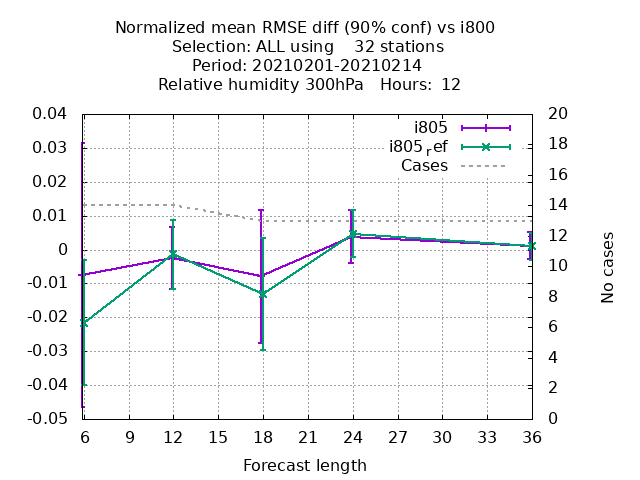 Normalized mean RMSE diff (90% conf) vs i800
Selection: ALL using    32 stations
Period: 20210201-20210214
Relative humidity 300hPa   Hours:  12
i805
i805ref
Cases
0.04
0.03
0.02
0.01
0
-0.01
-0.02
-0.03
-0.04
-0.05
20
18
16
14
12
10
8
6
4
2
0
No cases
6 9 12 15 18 21 24 27 30 33 36
Forecast length